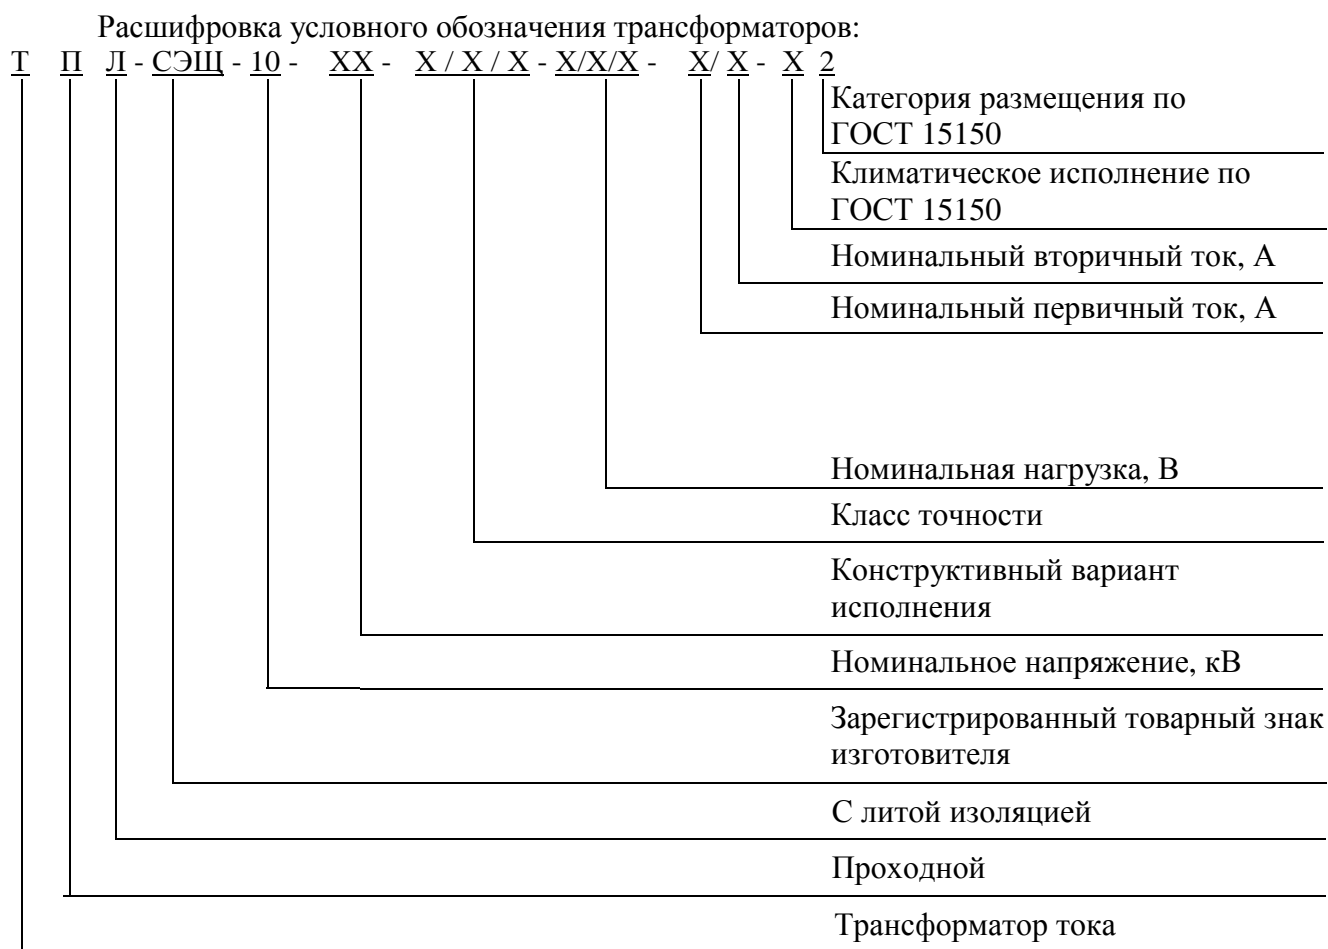 Расшифровка условного обозначения трансформаторов:
Т П Л - СЭЩ - 10 - ХХ - Х / Х / Х - Х/Х/Х - Х/ Х - Х 2
Категория размещения по
ГОСТ 15150
Климатическое исполнение по
ГОСТ 15150
Номинальный вторичный ток, А
Номинальный первичный ток, А
Номинальная нагрузка, В
Класс точности
Конструктивный вариант
исполнения
Номинальное напряжение, кВ
Зарегистрированный товарный знак
изготовителя
С литой изоляцией
Проходной
Трансформатор тока